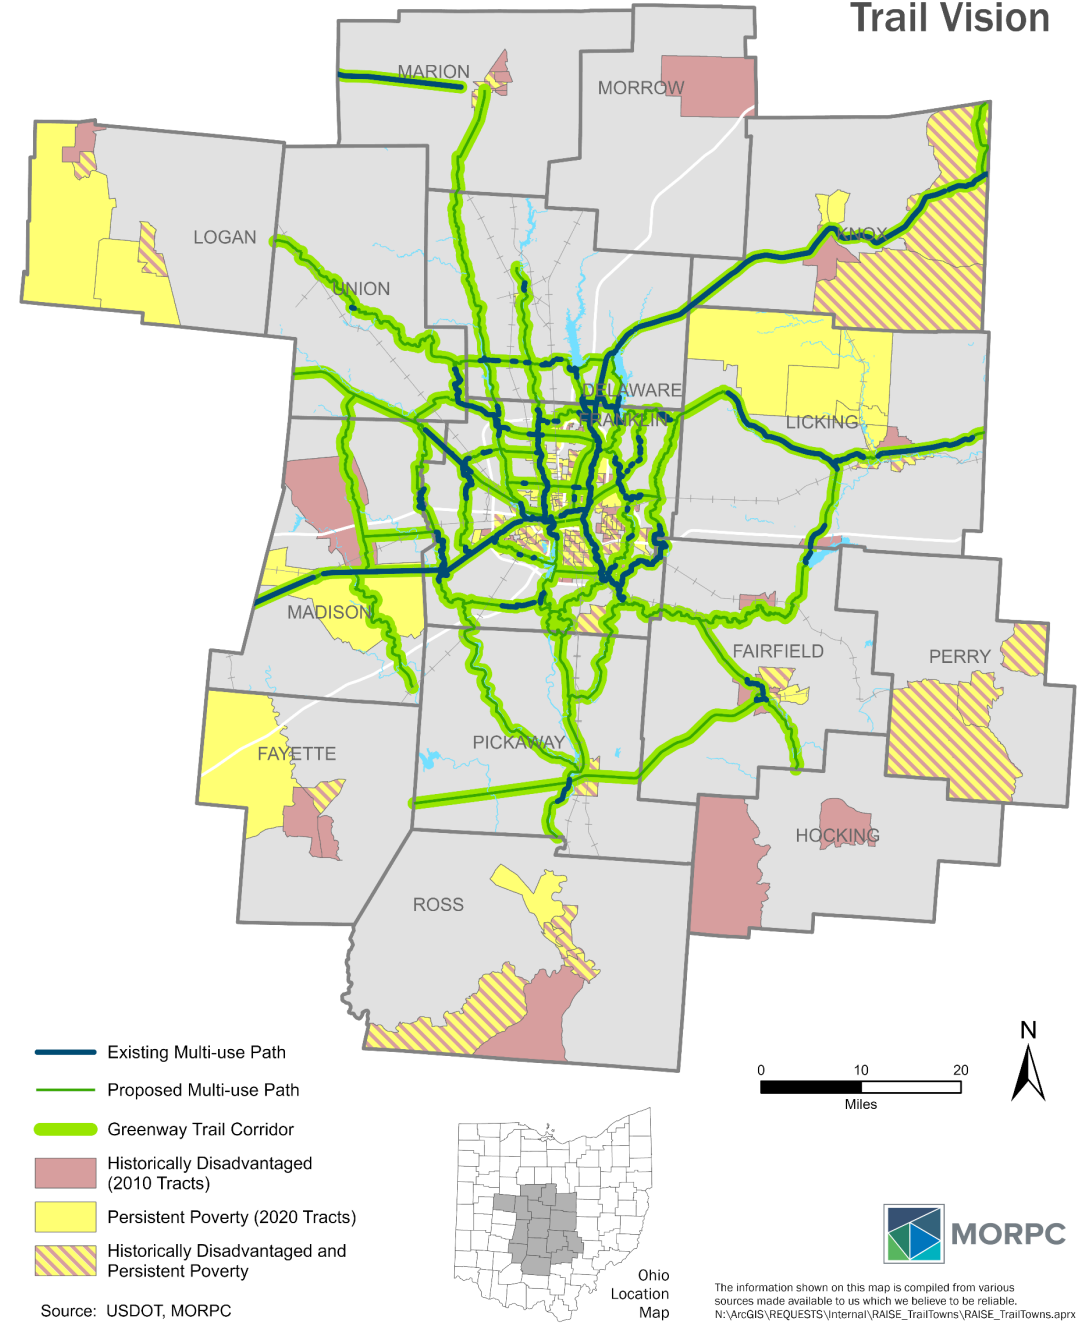 Trail Vision
MARION
MORROW
LOGAN
KNOX
UNION
DELAWARE
FRANKLIN
LICKING
MADISON
FAIRFIELD
PERRY
FAYETTE
PICKAWAY
HOCKING
ROSS
Existing Multi-use Path
Proposed Multi-use Path
Greenway Trail Corridor
Historically Disadvantaged
(2010 Tracts)
Persistent Poverty (2020 Tracts)
Historically Disadvantaged and
Persistent Poverty
Source: USDOT, MORPC
N
0 10 20
Miles
Ohio
Location
Map
MORPC
The information shown on this map is compiled from various
sources made available to us which we believe to be reliable.
N:\ArcGIS\REQUESTS\Internal\RAISE_TrailTowns\RAISE_TrailTowns.aprx